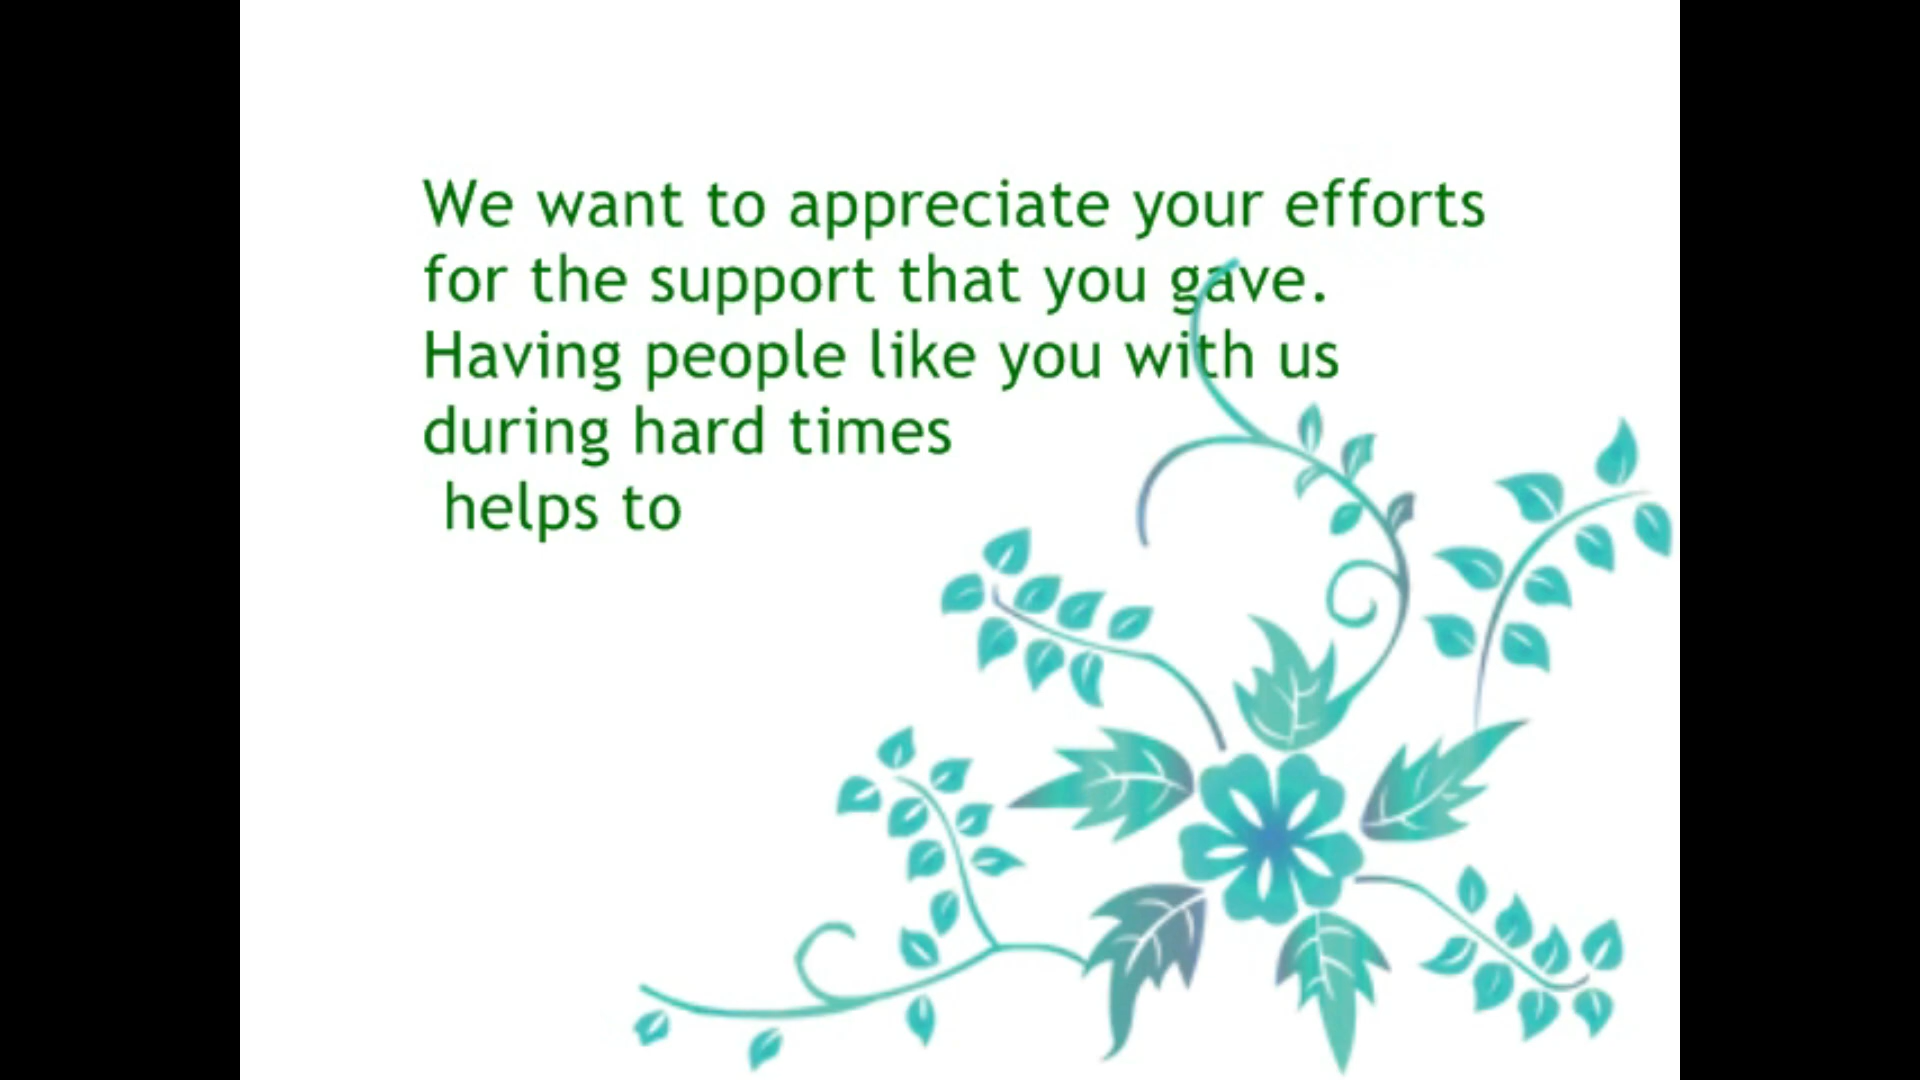 We want to appreciate your efforts
for the support that you gave.
Having people like you with us
during hard times
helps to